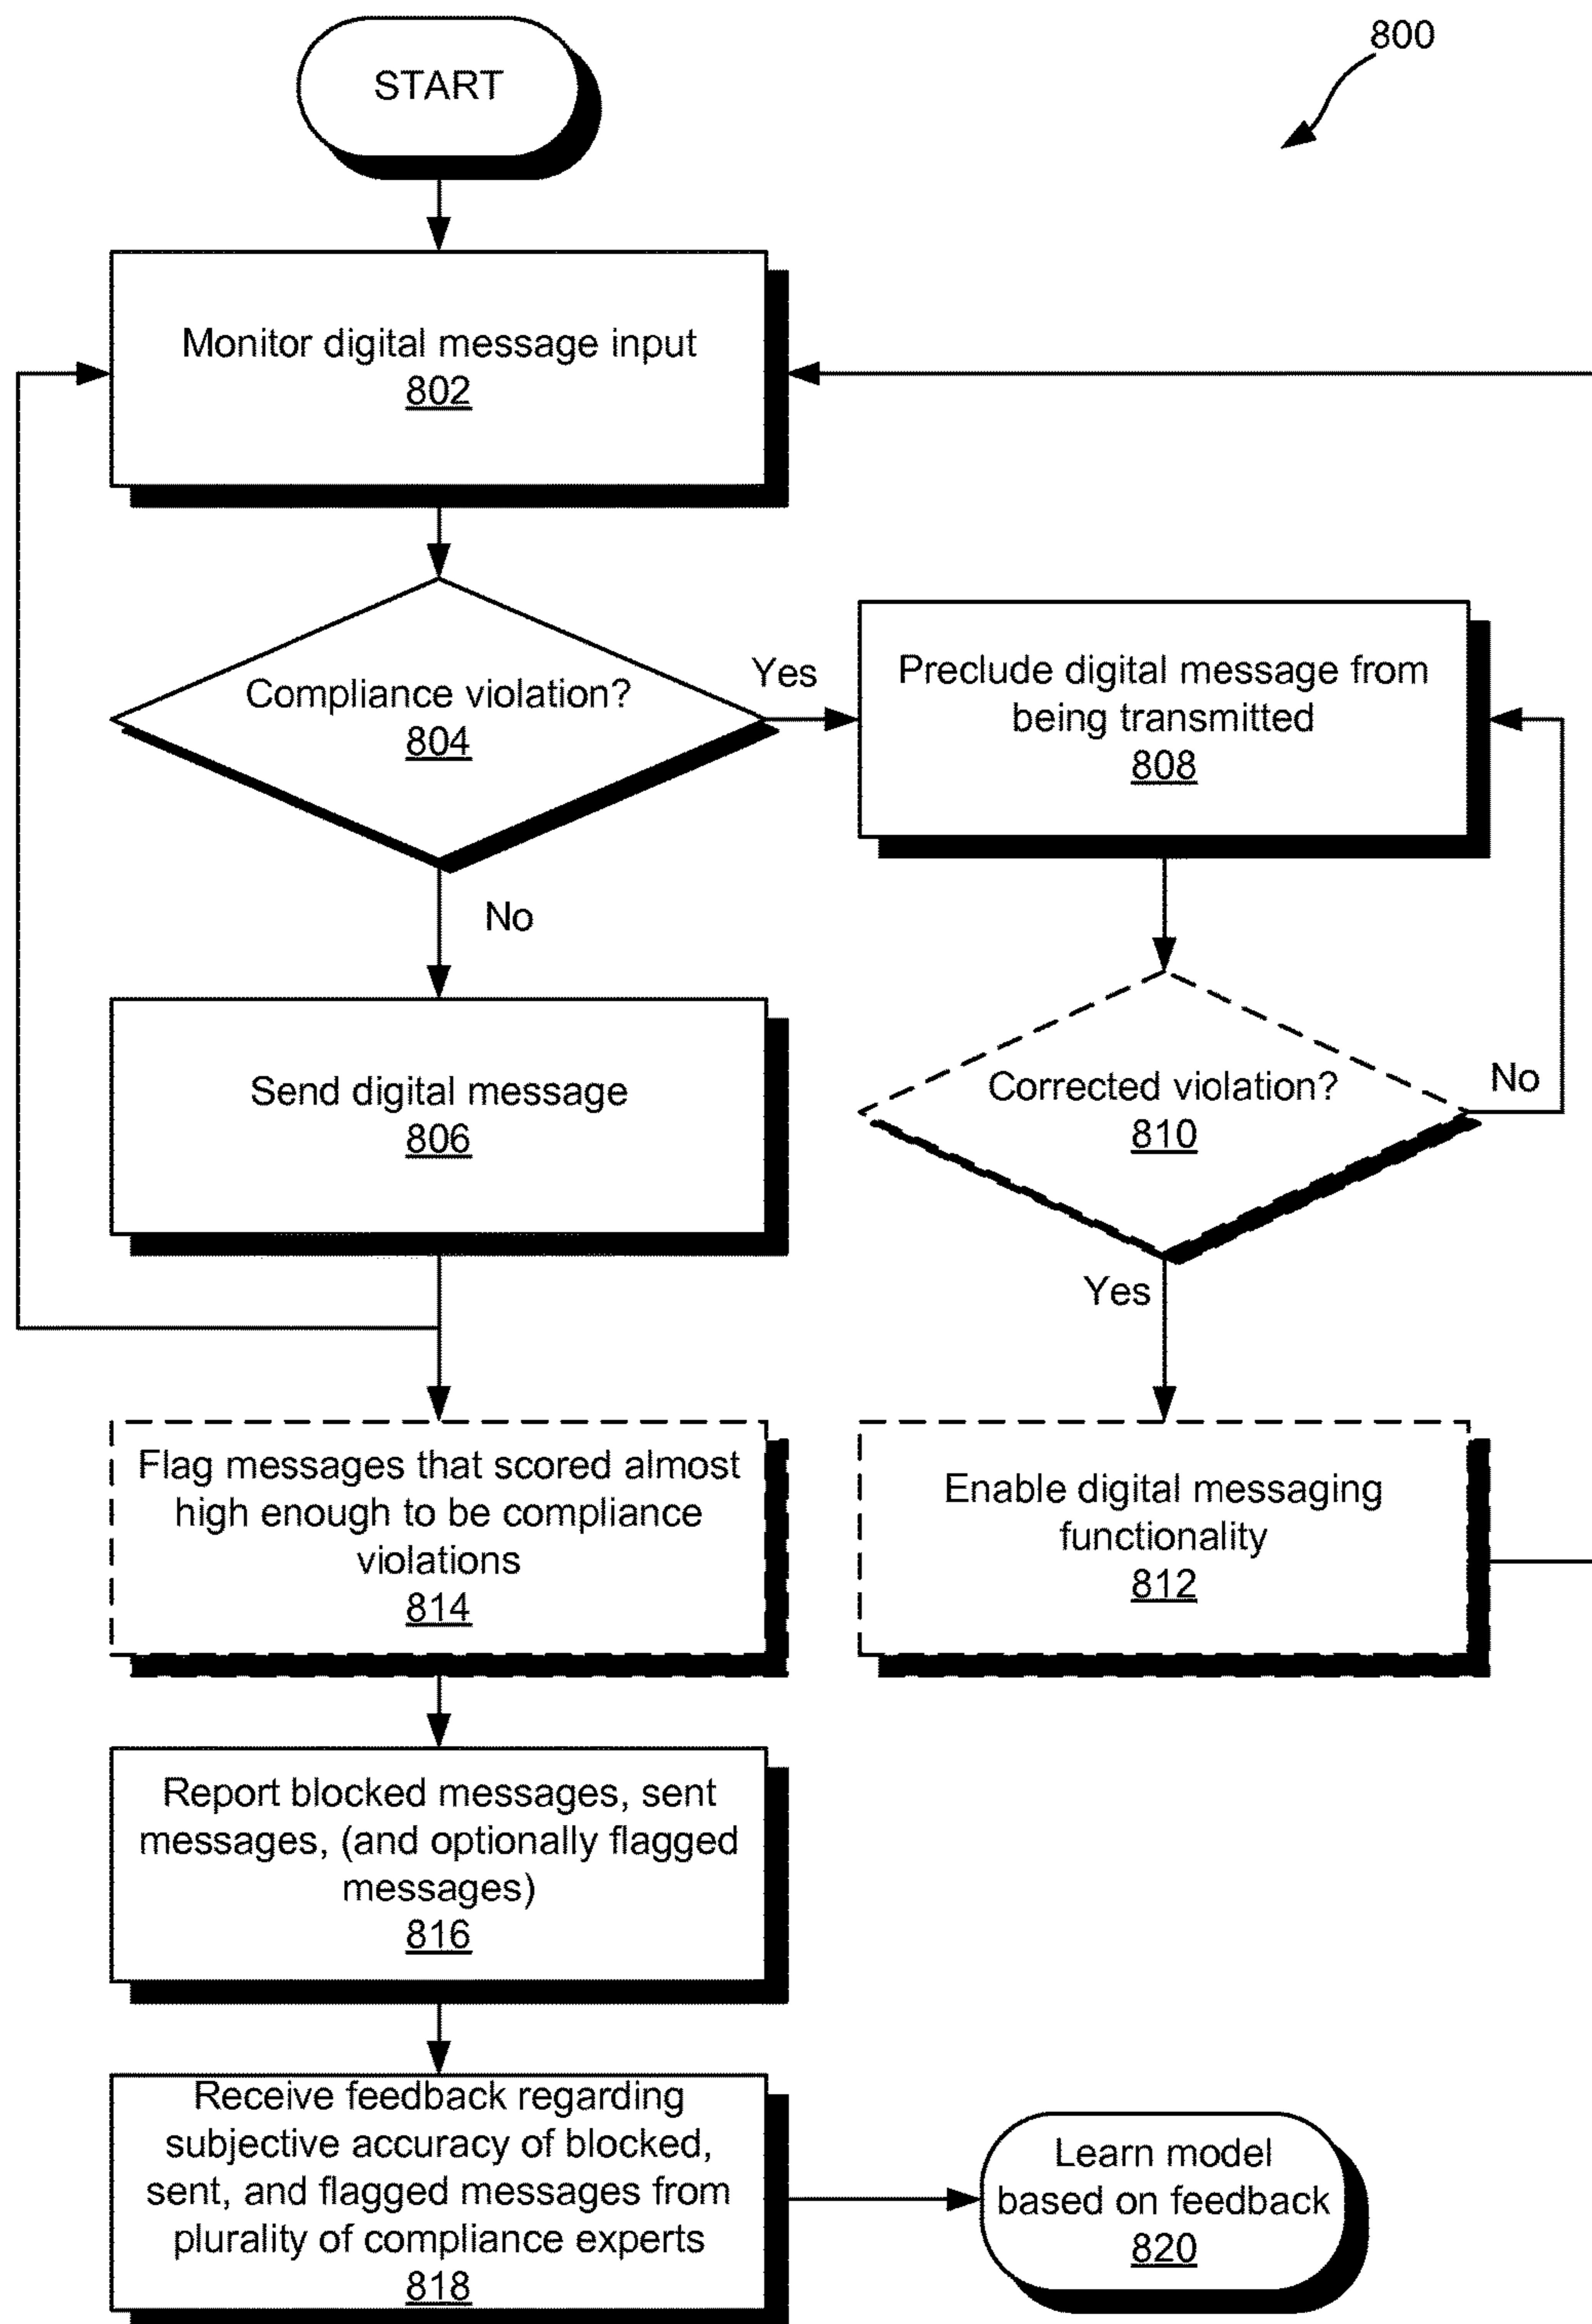 800
START
Monitor digital message input
802
Compliance violation?
804
Yes
No
Preclude digital message from
being transmitted
808
Send digital message
806
Corrected violation?
810
No
Yes
Flag messages that scored almost
high enough to be compliance
violations
814
Enable digital messaging
functionality
812
Report blocked messages, sent
messages, (and optionally flagged
messages)
816
Receive feedback regarding
subjective accuracy of blocked,
sent, and flagged messages from
plurality of compliance experts
818
Learn model
based on feedback
820